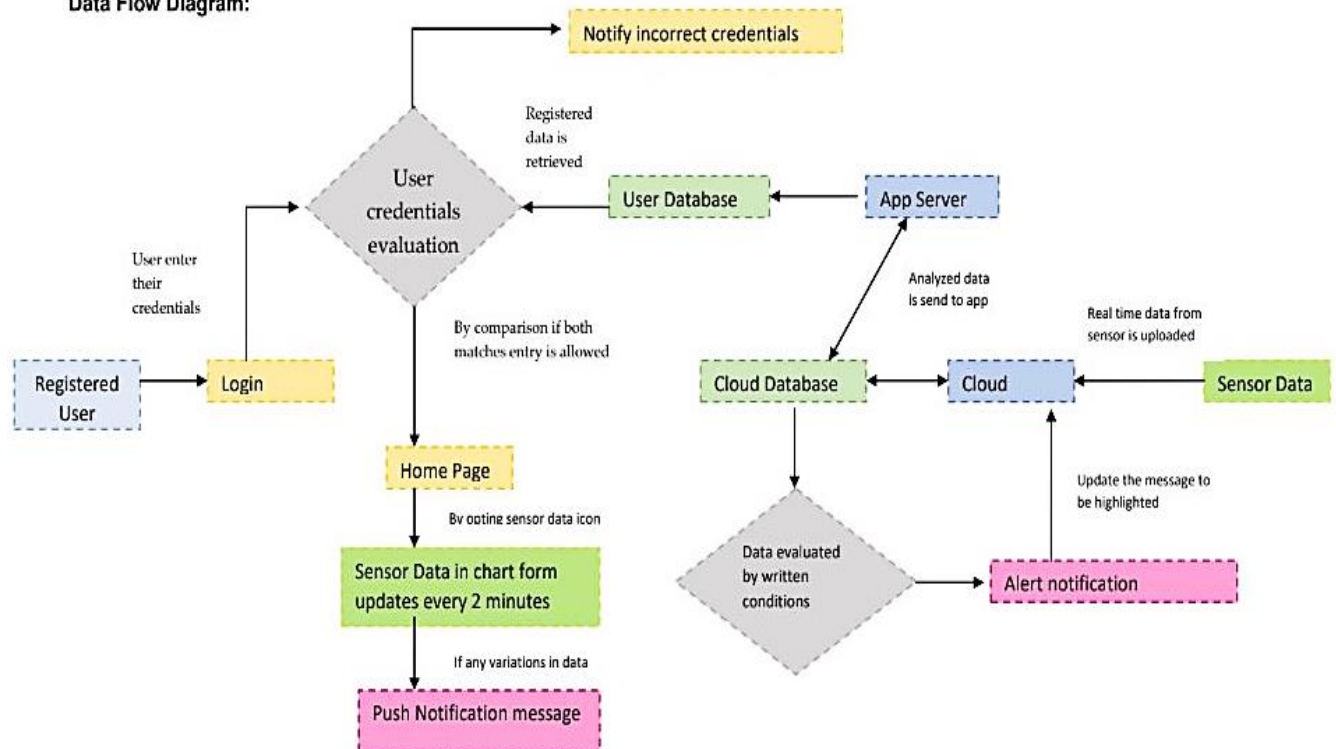 Data Flow Diagram:
Notify incorrect credentials
Registered
data is
retrieved
User
credentials
evaluation
User Database
App Server
User enter
their
credentials
Analyzed data
is send to app
Real time data from
sensor is uploaded
By comparison if both
matches entry is allowed
Registered
User
Login
Cloud Database
Cloud
Sensor Data
Home Page
Update the message to
be highlighted
By opting sensor data icon
Data evaluated
by written
conditions
Sensor Data in chart form
updates every 2 minutes
Alert notification
If any variations in data
Push Notification message